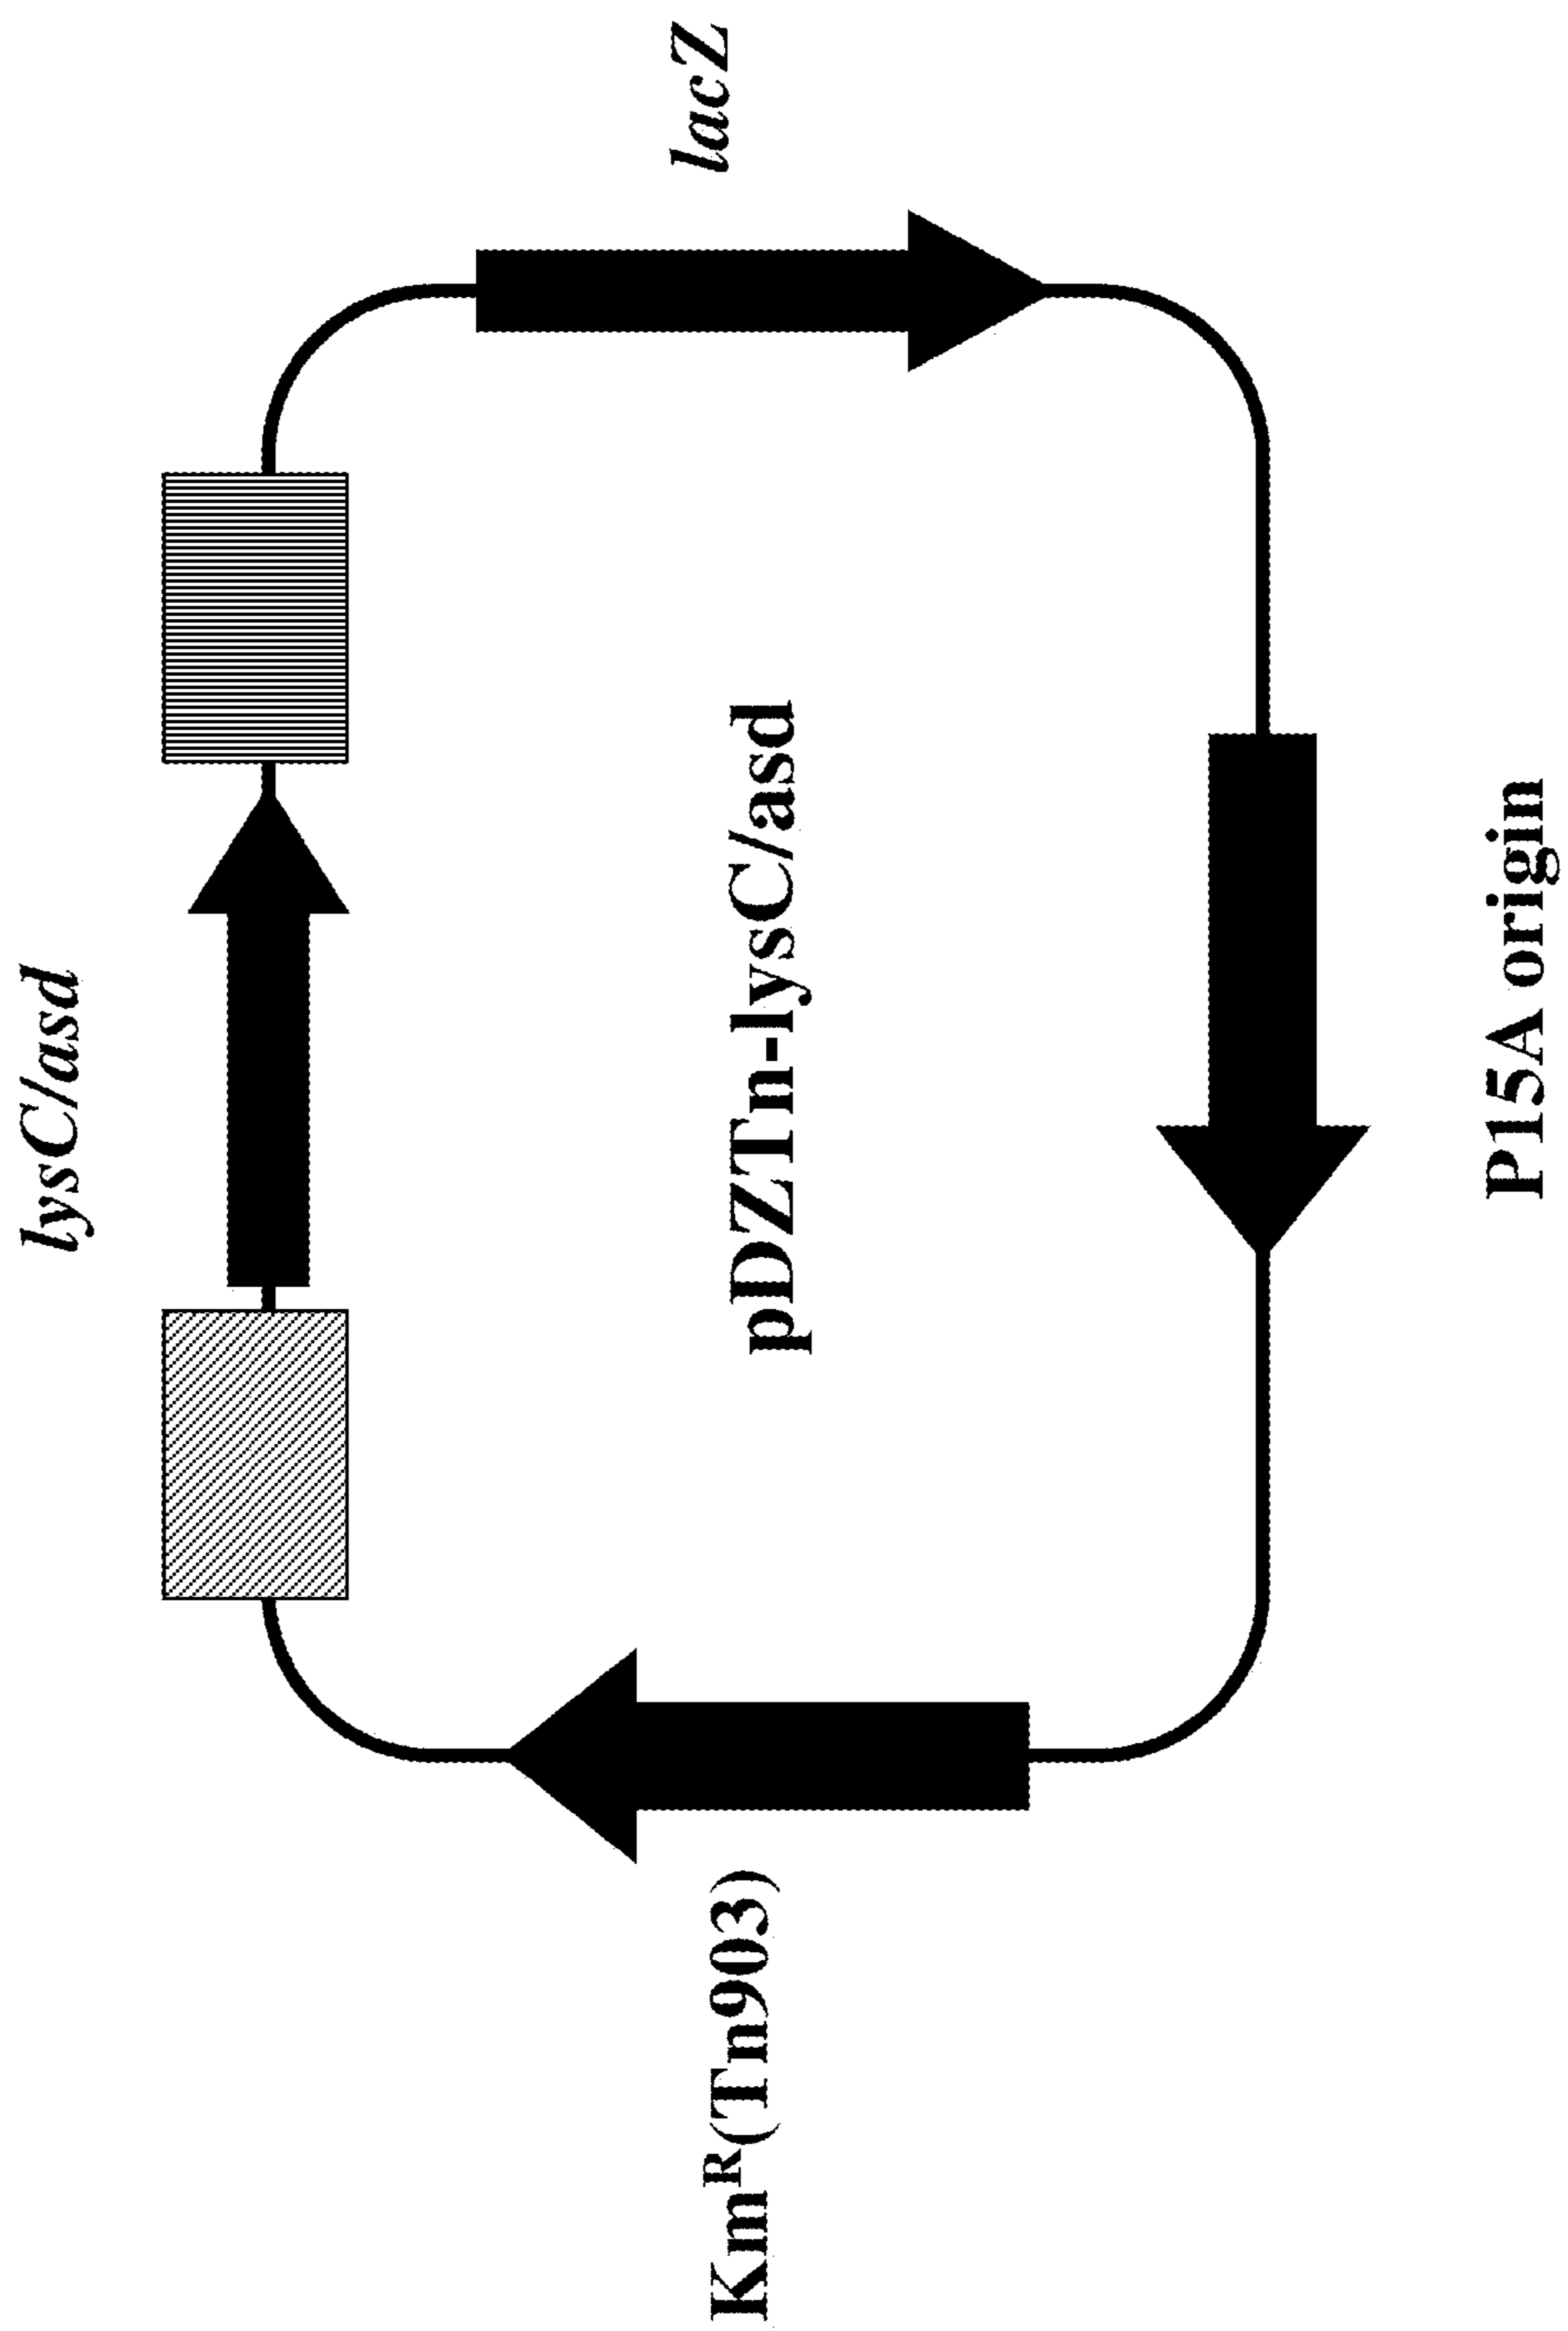 lysC/asd
lacZ
pDZTn-lysC/asd
KmR(Tn903)
P15A origin